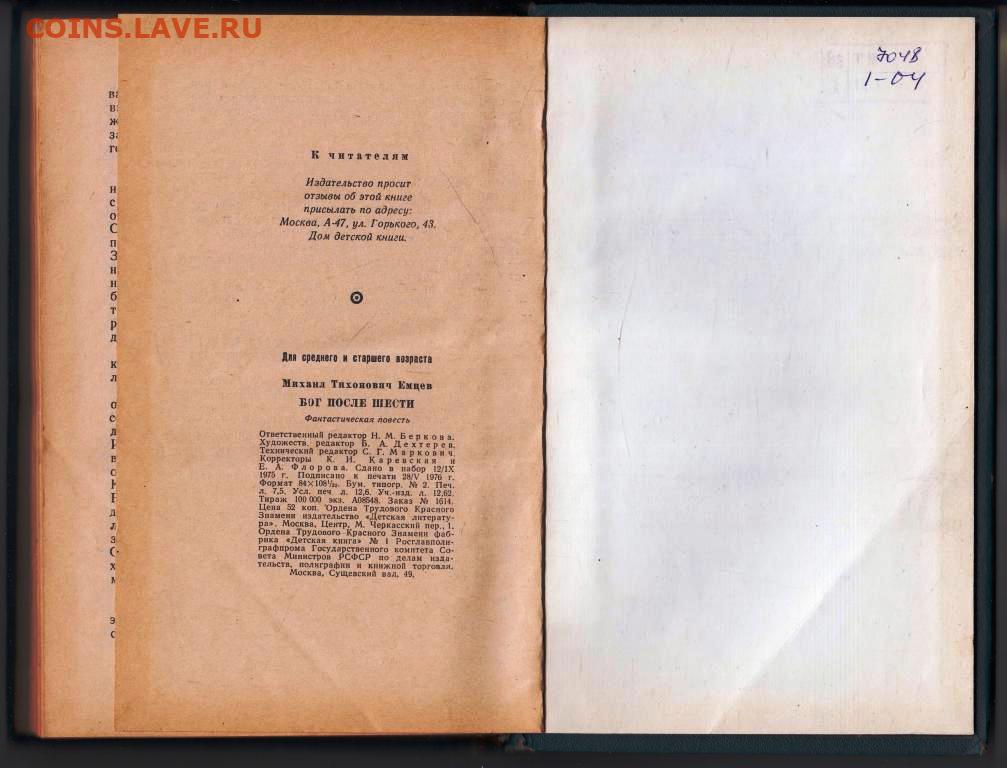 COINS.LAVE.RU
К читателям
Издательство просит
отзывы об этой книге
присылать по адресу:
Москва, А-47, ул. Горького, 43.
Дом детской книги.
Для среднего и старшего возраста
Михаил Тихонович Емцев
БОГ ПОСЛЕ ШЕСТИ
Фантастическая повесть
Ответственный редактор Н. М. Беркова.
Художеств. редактор Б. А. Дехтерев.
Технический редактор С. Г. Маркович.
Корректоры К. И. Каревская и
Е. А. Флорова. Сдано в набор 12/IX
1975 г. Подписано к печати 28/V 1976 г.
Формат 84×108 1/32. Бум. типогр. № 2. Печ.
л. 7,5. Усл. печ л. 12,6. Уч.-изд. л. 12,62.
Тираж 100 000 экз. А08548. Заказ № 1614.
Цена 52 коп. Ордена Трудового Красного
Знамени издательство «Детская литерату-
ра». Москва, Центр, М. Черкасский пер., 1.
Ордена Трудового Красного Знамени фаб-
рика «Детская книга» № 1 Росглавполи-
графпрома Государственного комитета Со-
вета Министров РСФСР по делам изда-
тельств, полиграфии и книжной торговли.
Москва, Сущевский вал, 49.
7048
1-04